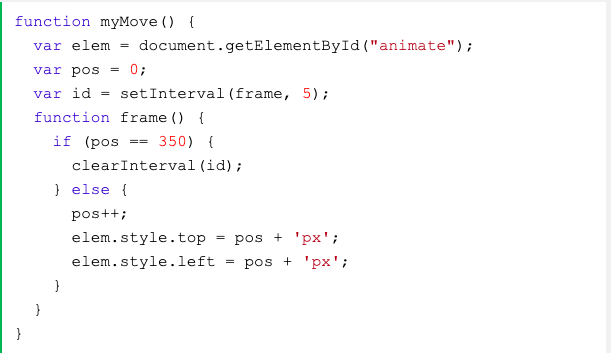 function myMove() {
  var elem = document.getElementById("animate");
  var pos = 0;
  var id = setInterval(frame, 5);
  function frame() {
    if (pos == 350) {
      clearInterval(id);
    } else {
      pos++;
      elem.style.top = pos + 'px';
      elem.style.left = pos + 'px';
    }
  }
}